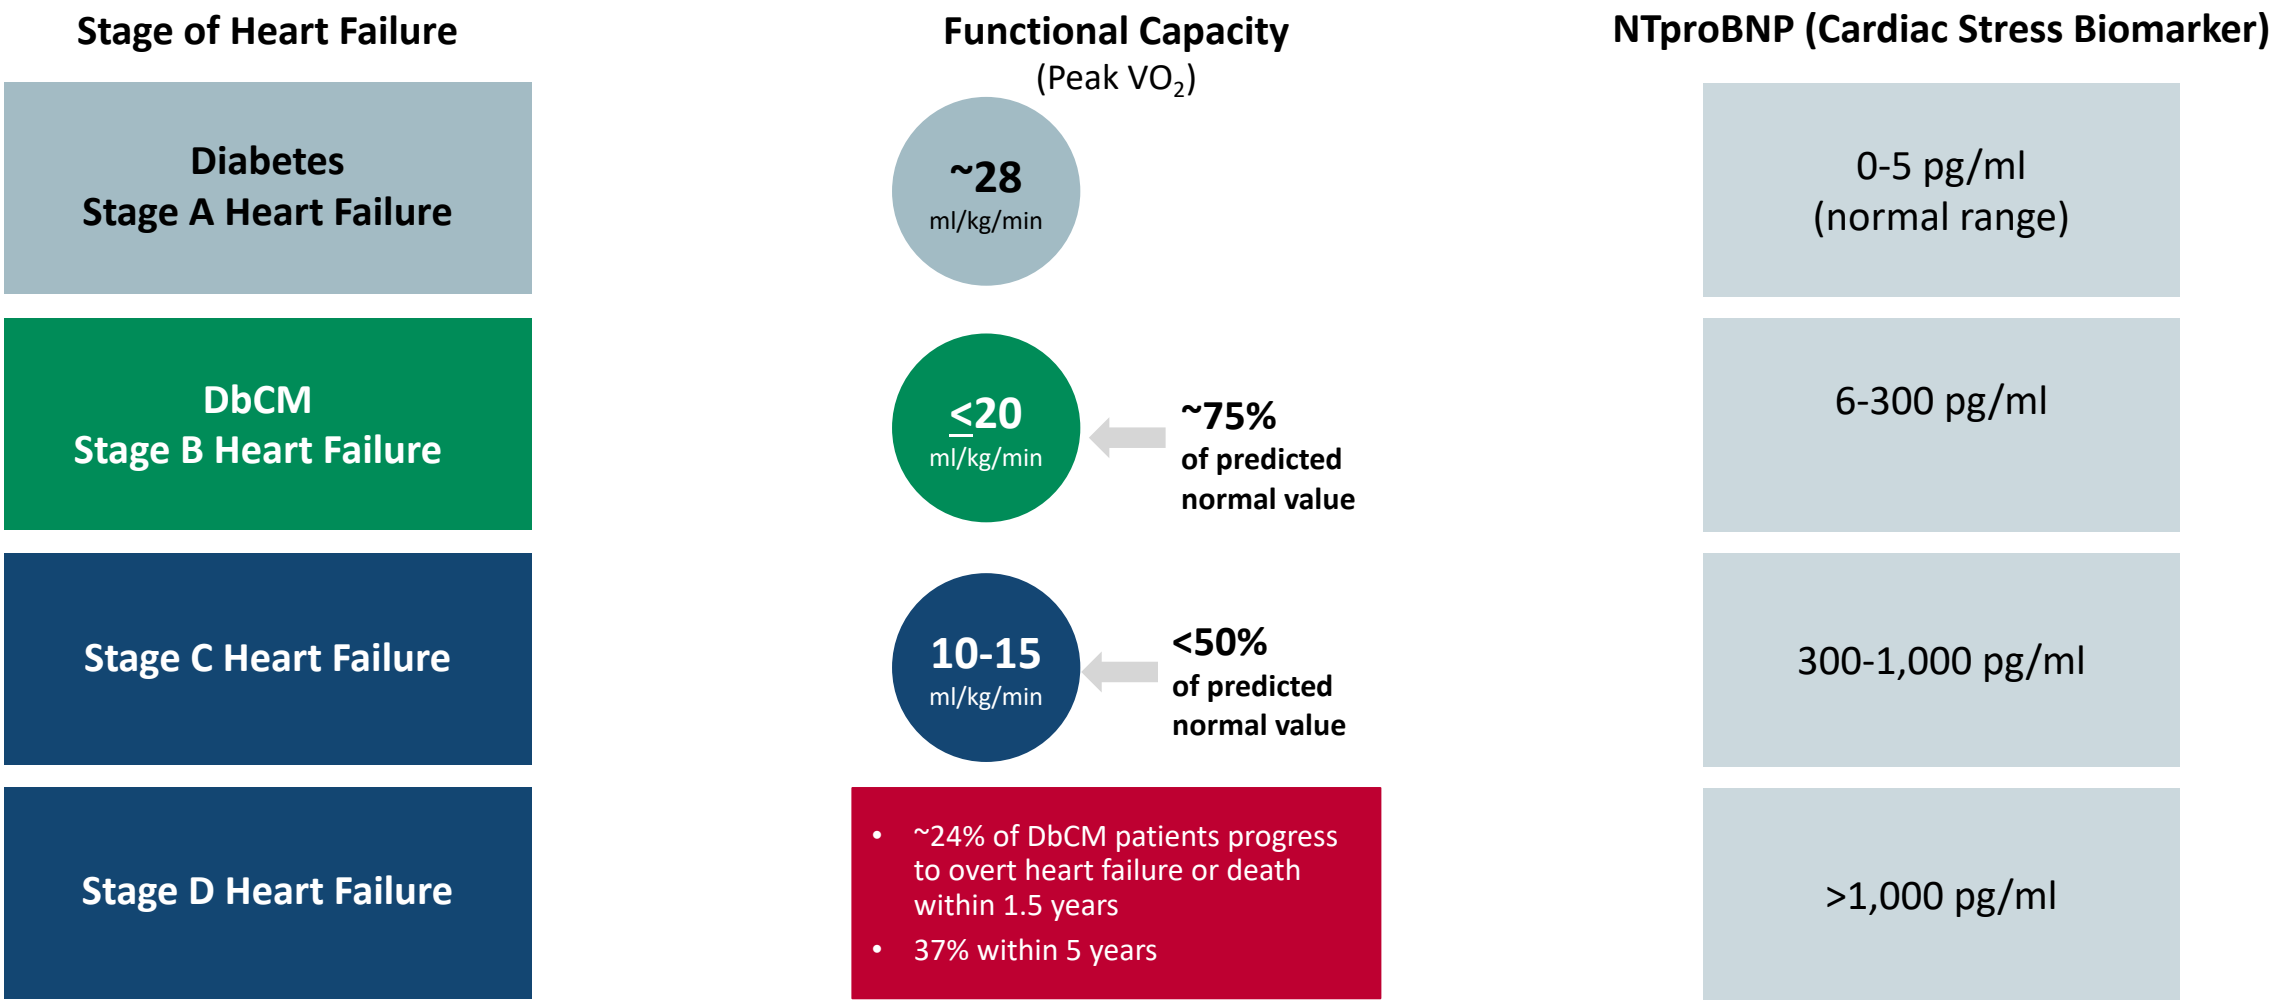 Stage of Heart Failure
Functional Capacity
(Peak VO₂)
NTproBNP (Cardiac Stress Biomarker)
Diabetes
Stage A Heart Failure
~28
ml/kg/min
0-5 pg/ml
(normal range)
DbCM
Stage B Heart Failure
≤20
ml/kg/min
~75%
of predicted
normal value
6-300 pg/ml
Stage C Heart Failure
10-15
ml/kg/min
<50%
of predicted
normal value
300-1,000 pg/ml
Stage D Heart Failure
• ~24% of DbCM patients progress
to overt heart failure or death
within 1.5 years
• 37% within 5 years
>1,000 pg/ml